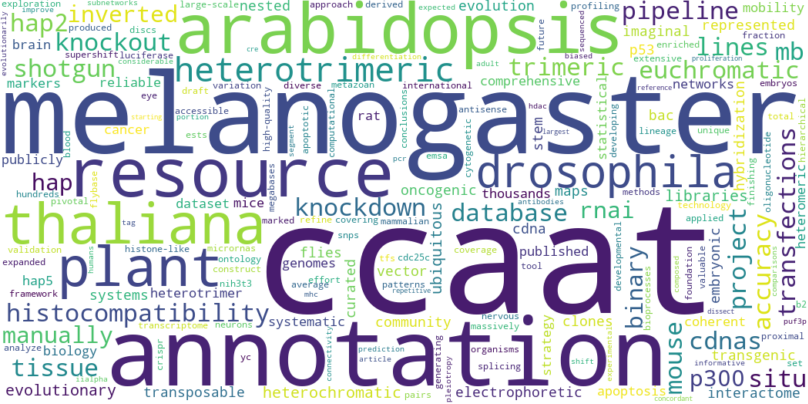 exploration subnetworks large-scale nested approach derived expected profiling pipeline mobility
improve hap2 inverted arabidopsis evolution sequenced represented fraction
evolutionarily brain produced discs cre future biased imaginal p53 enriched
knockout supershift luciferase considerable differentiation adult lines mb
shotgun heterotrimeric trimeric extensive proliferation euchromatic
markers reliable eye draft variation diverse metazoan international comprehensive statistical reference networks embryos
cancer starting accessible portion antisense conclusions developing hdac bac unique total
melanogaster
publicly blood ests high-quality segment apoptotic computational rat pcr emsa stem cytogenetic largest lineage hybridization oligonucleotide hierarchical
hap resource oncogenic drosophila finishing transfections
hundreds pivotal flybase dataset mice megabases marked knockdown thousands maps methods libraries technology heteromeric
thaliana tag refine covering mammalian snps antibodies database rnai applied
validation micrornas histone-like flies cdna published developmental project accuracy
expanded humans ontology construct genomes vector coverage tool tfs cdc25c embryonic valuable foundation composed comparisons
plant ccaat ubiquitous binary bioprocesses
hap5 framework systems heterotrimer nih3t3 effort average mhc patterns repetitive curated dissect b2 puf3p
histocompatibility systematic community strategy clones mouse coherent
manually transcriptome neurons connectivity nervous massively experimentally cdnas proximal
analyze biology crispr yc annotation prediction article generating organisms splicing shift transgenic informative set
tissue iialpha pleiotropy apoptosis p300 situ
evolutionary transposable heterochromatic pairs electrophoretic concordant interactome